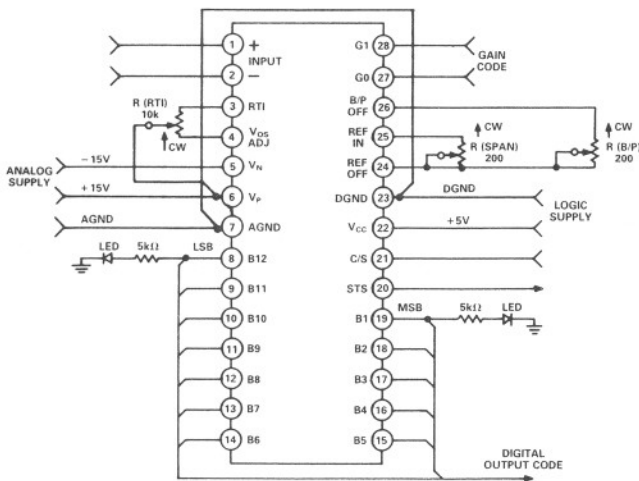 1
+
INPUT
2
−
R (RTI)
10k
3
RTI
4
V_OS
ADJ
CW
ANALOG
SUPPLY
−15V
5
V_N
+15V
6
V_P
AGND
7
AGND
LED
5kΩ
LSB
8
B12
9
B11
10
B10
11
B9
12
B8
13
B7
14
B6
G1
28
GAIN
CODE
G0
27
B/P
OFF
26
REF
IN
25
CW
R (SPAN)
200
CW
R (B/P)
200
REF
OFF
24
DGND
23
DGND
LOGIC
SUPPLY
V_CC
22
+5V
C/S
21
STS
20
B1
19
MSB
5kΩ
LED
B2
18
B3
17
B4
16
B5
15
DIGITAL
OUTPUT CODE